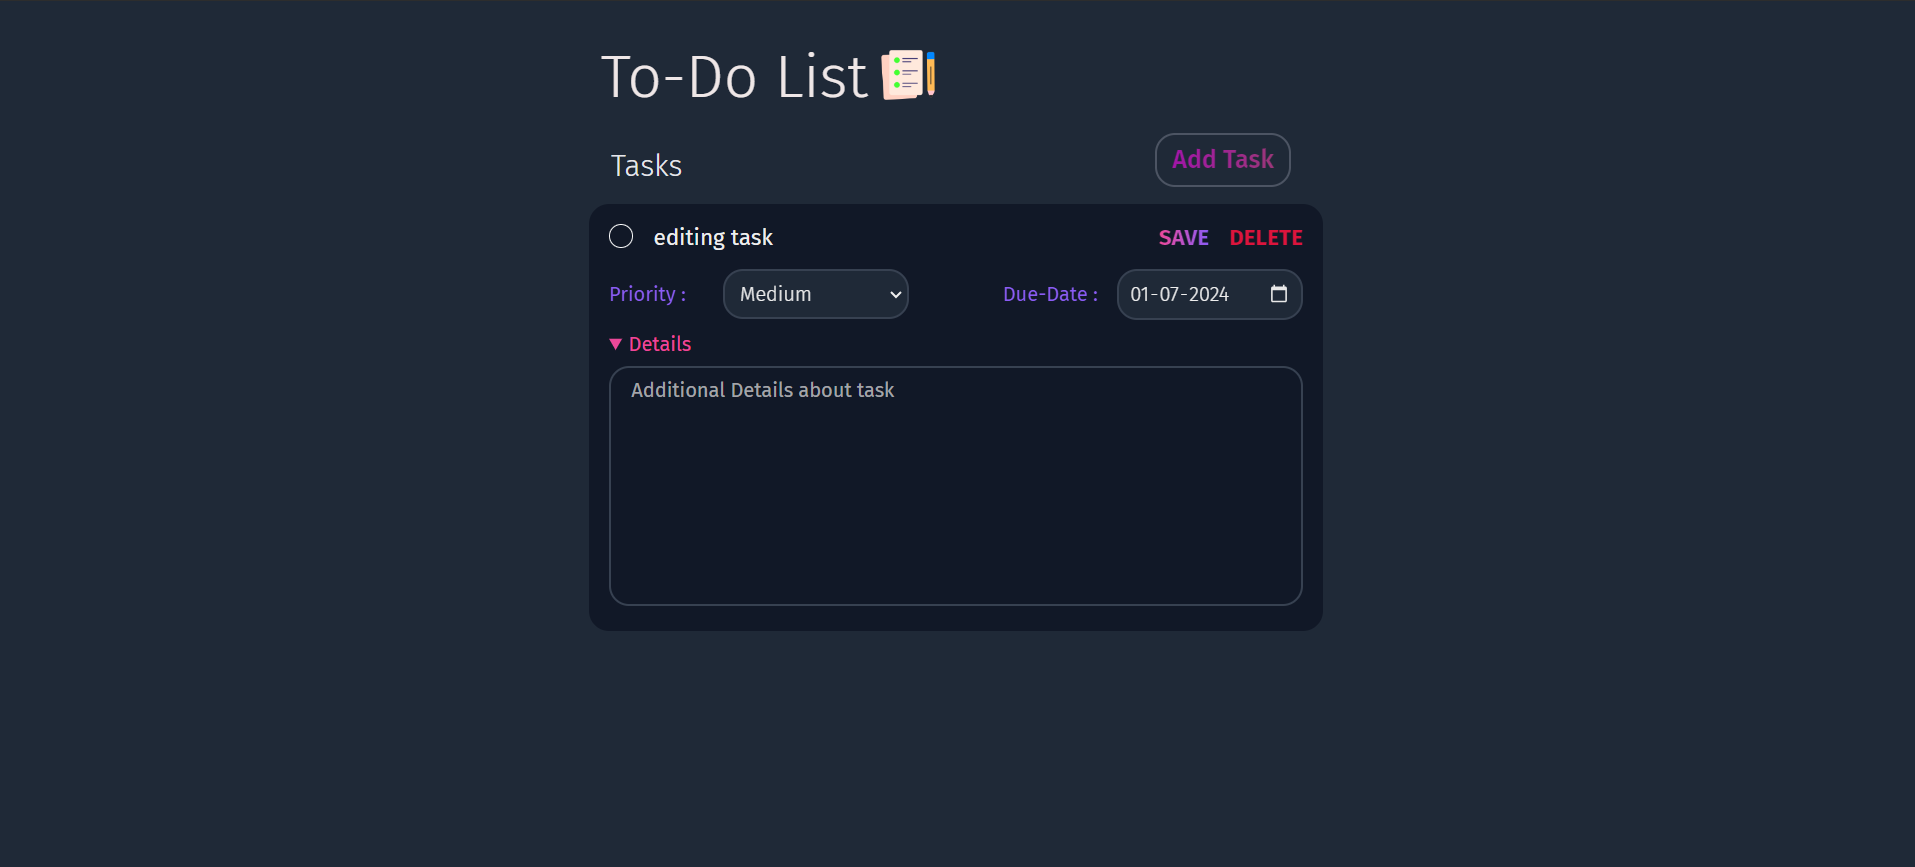 To-Do List
Tasks
Add Task
editing task
SAVE DELETE
Priority : Medium Due-Date : 01-07-2024
Details
Additional Details about task